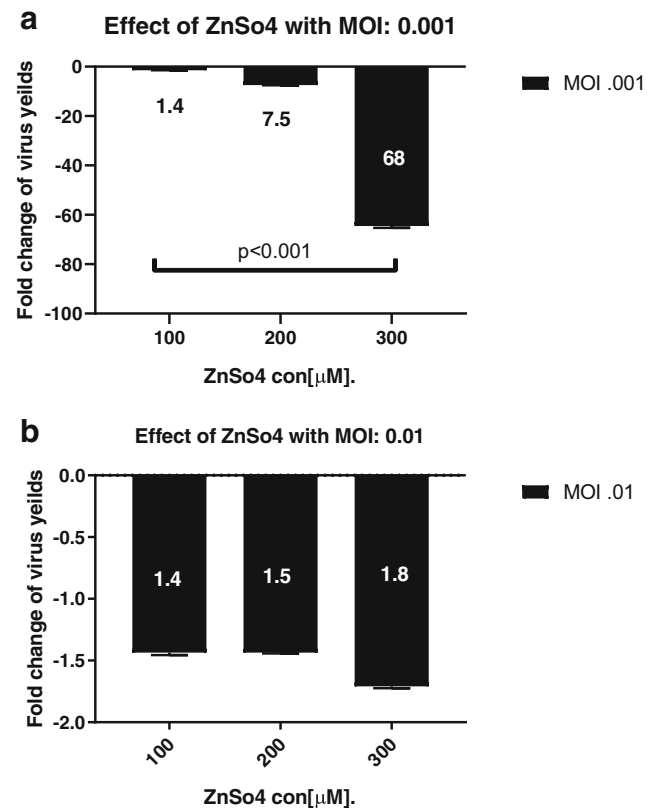 a
Effect of ZnSo4 with MOI: 0.001
MOI .001
Fold change of virus yeilds
0
-20
-40
-60
-80
-100
1.4
7.5
68
p<0.001
100
200
300
ZnSo4 con[μM].
b
Effect of ZnSo4 with MOI: 0.01
MOI .01
Fold change of virus yeilds
0.0
-0.5
-1.0
-1.5
-2.0
1.4
1.5
1.8
100
200
300
ZnSo4 con[μM].